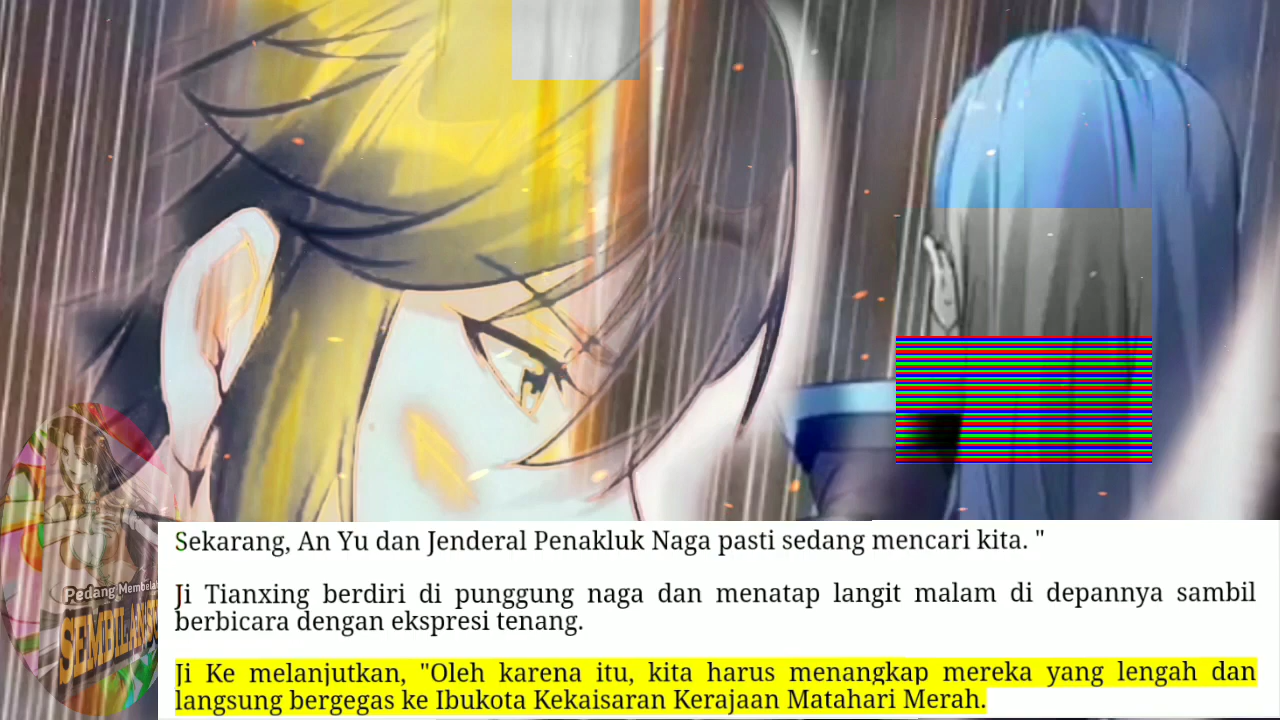 Sekarang, An Yu dan Jenderal Penakluk Naga pasti sedang mencari kita. "
Ji Tianxing berdiri di punggung naga dan menatap langit malam di depannya sambil
berbicara dengan ekspresi tenang.
Ji Ke melanjutkan, "Oleh karena itu, kita harus menangkap mereka yang lengah dan
langsung bergegas ke Ibukota Kekaisaran Kerajaan Matahari Merah.
Pedang